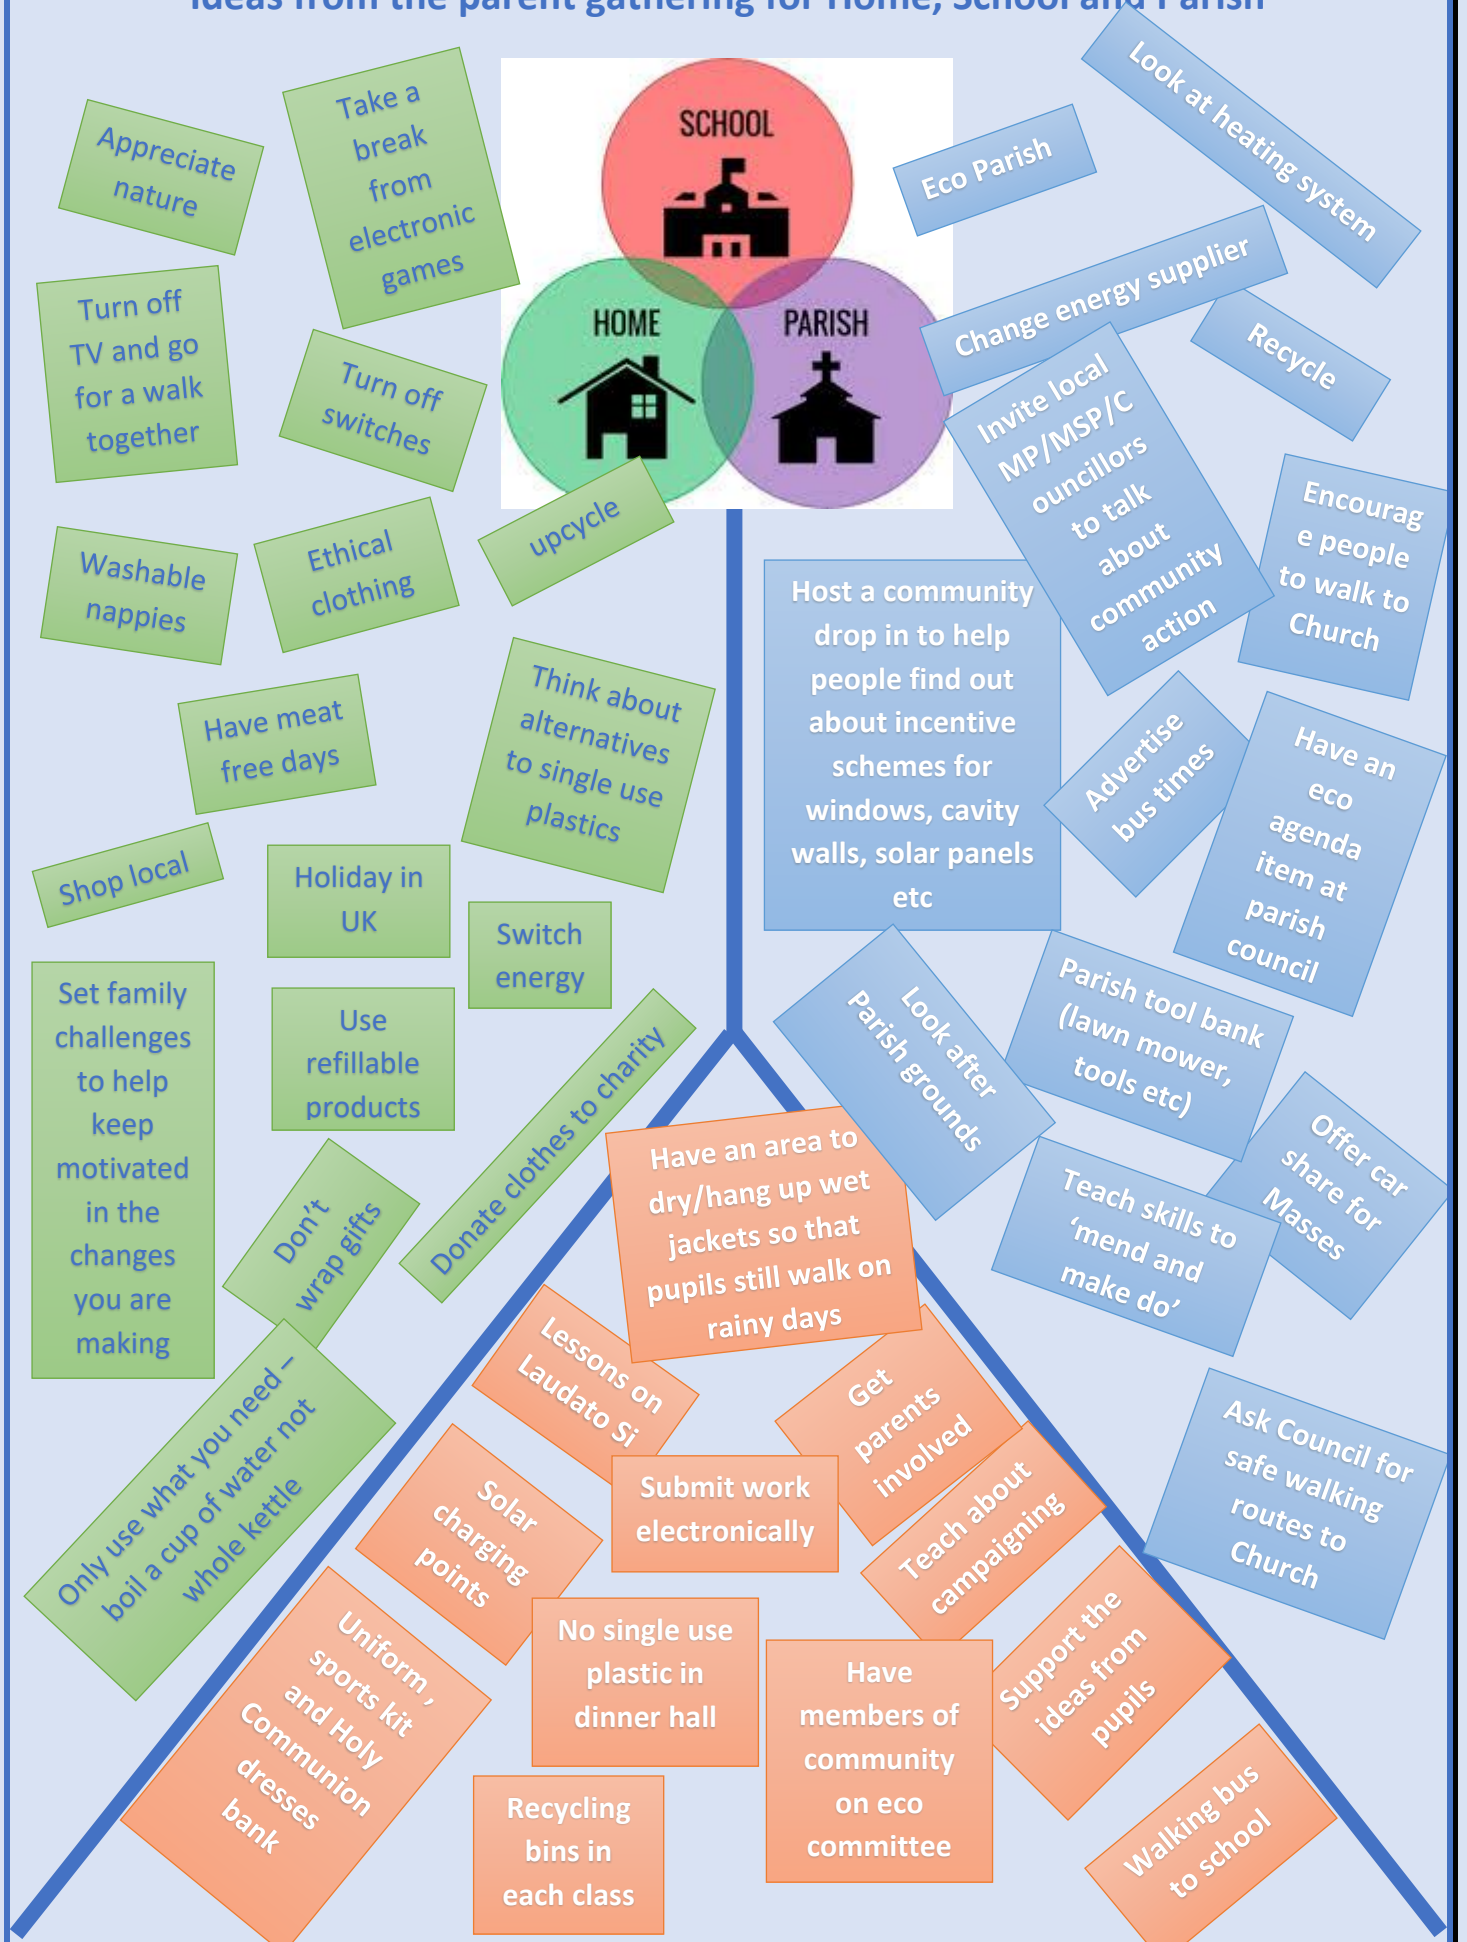 Ideas from the parent gathering for Home, School and Parish
SCHOOL
HOME
PARISH
Appreciate
nature
Take a
break
from
electronic
games
Turn off
TV and go
for a walk
together
Turn off
switches
Washable
nappies
Ethical
clothing
upcycle
Have meat
free days
Think about
alternatives
to single use
plastics
Shop local
Holiday in
UK
Switch
energy
Set family
challenges
to help
keep
motivated
in the
changes
you are
making
Use
refillable
products
Donate clothes to charity
Don't
wrap gifts
Only use what you need –
boil a cup of water not
whole kettle
Eco Parish
Look at heating system
Change energy supplier
Recycle
Invite local
MP/MSP/C
ouncillors
to talk
about
community
action
Encourag
e people
to walk to
Church
Host a community
drop in to help
people find out
about incentive
schemes for
windows, cavity
walls, solar panels
etc
Advertise
bus times
Have an
eco
agenda
item at
parish
council
Look after
Parish grounds
Parish tool bank
(lawn mower,
tools etc)
Offer car
share for
Masses
Teach skills to
‘mend and
make do’
Ask Council for
safe walking
routes to
Church
Have an area to
dry/hang up wet
jackets so that
pupils still walk on
rainy days
Lessons on
Laudato Si
Get
parents
involved
Solar
charging
points
Submit work
electronically
Teach about
campaigning
Uniform ,
sports kit
and Holy
Communion
dresses
bank
No single use
plastic in
dinner hall
Have
members of
community
on eco
committee
Support the
ideas from
pupils
Recycling
bins in
each class
Walking bus
to school